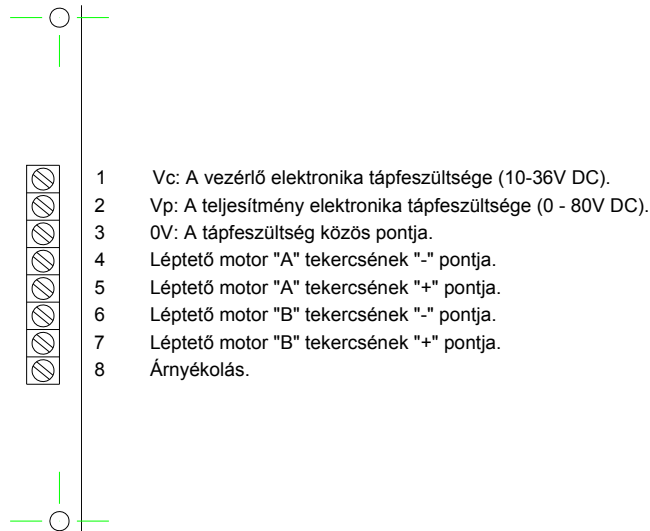 1 Vc: A vezérlő elektronika tápfeszültsége (10-36V DC).
2 Vp: A teljesítmény elektronika tápfeszültsége (0 - 80V DC).
3 0V: A tápfeszültség közös pontja.
4 Léptető motor "A" tekercsének "-" pontja.
5 Léptető motor "A" tekercsének "+" pontja.
6 Léptető motor "B" tekercsének "-" pontja.
7 Léptető motor "B" tekercsének "+" pontja.
8 Árnyékolás.